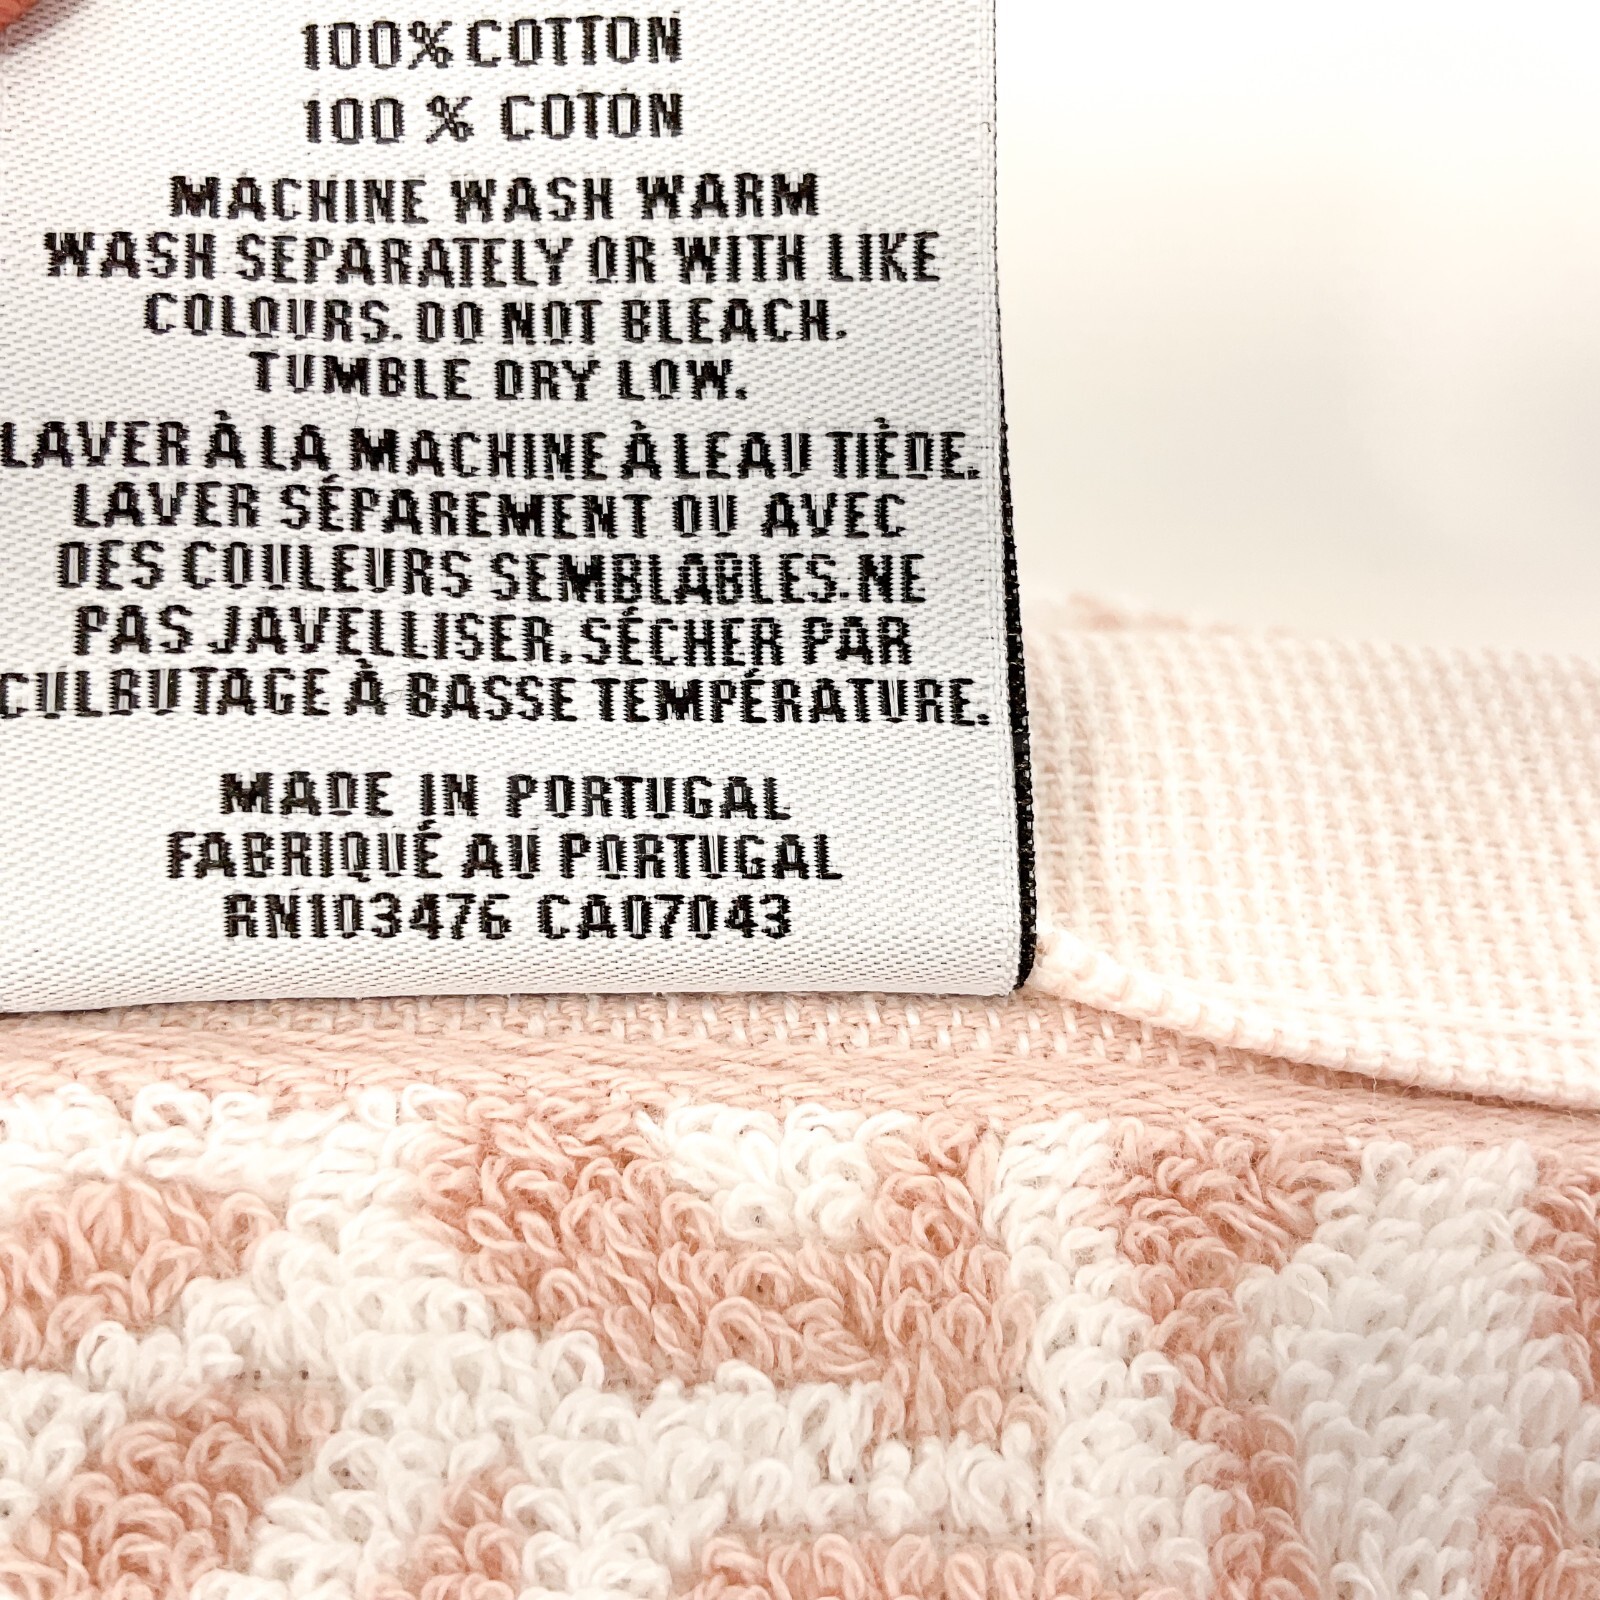 100% COTTON
100 % COTON
MACHINE WASH WARM
WASH SEPARATELY OR WITH LIKE
COLOURS. DO NOT BLEACH.
TUMBLE DRY LOW.
LAVER À LA MACHINE À LEAU TIÈDE.
LAVER SÉPAREMENT OU AVEC
DES COULEURS SEMBLABLES. NE
PAS JAVELLISER. SÉCHER PAR
CULBUTAGE À BASSE TEMPÉRATURE.
MADE IN PORTUGAL
FABRIQUÉ AU PORTUGAL
RN103476 CA07043